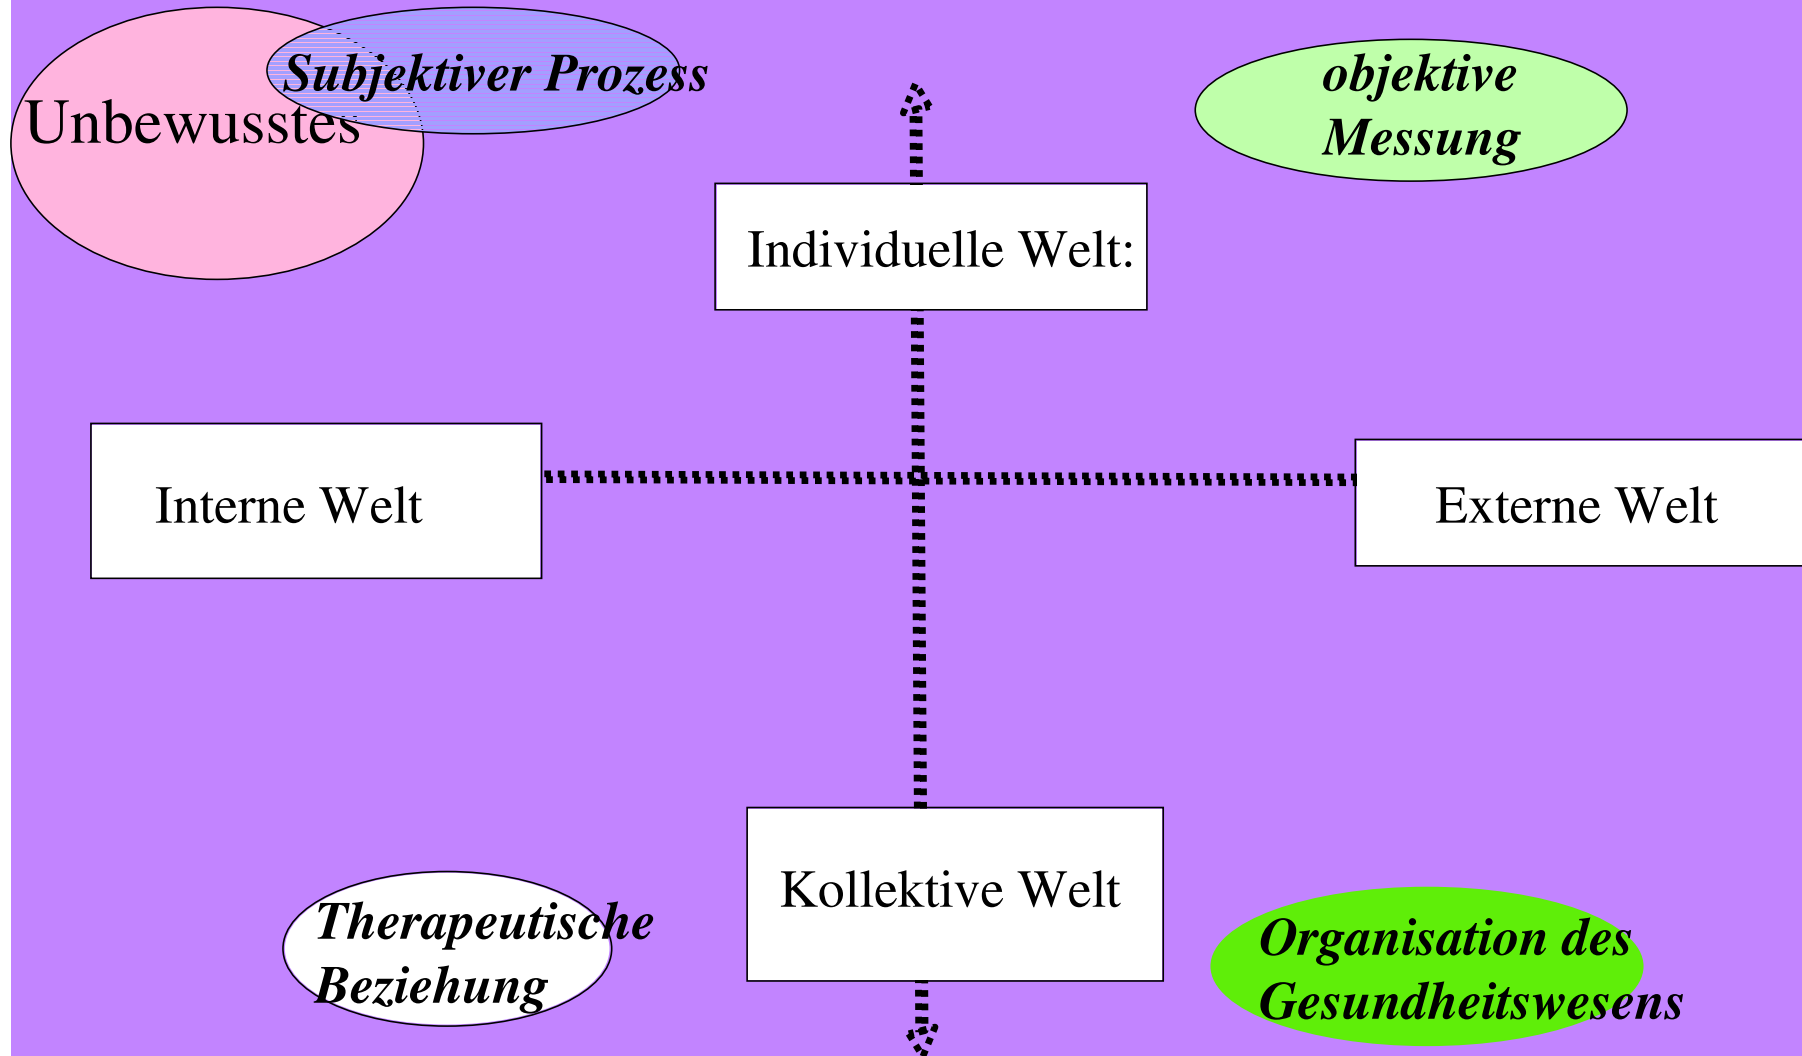 Subjektiver Prozess
Unbewusstes
objektive
Messung
Individuelle Welt:
Interne Welt
Externe Welt
Kollektive Welt
Therapeutische
Beziehung
Organisation des
Gesundheitswesens